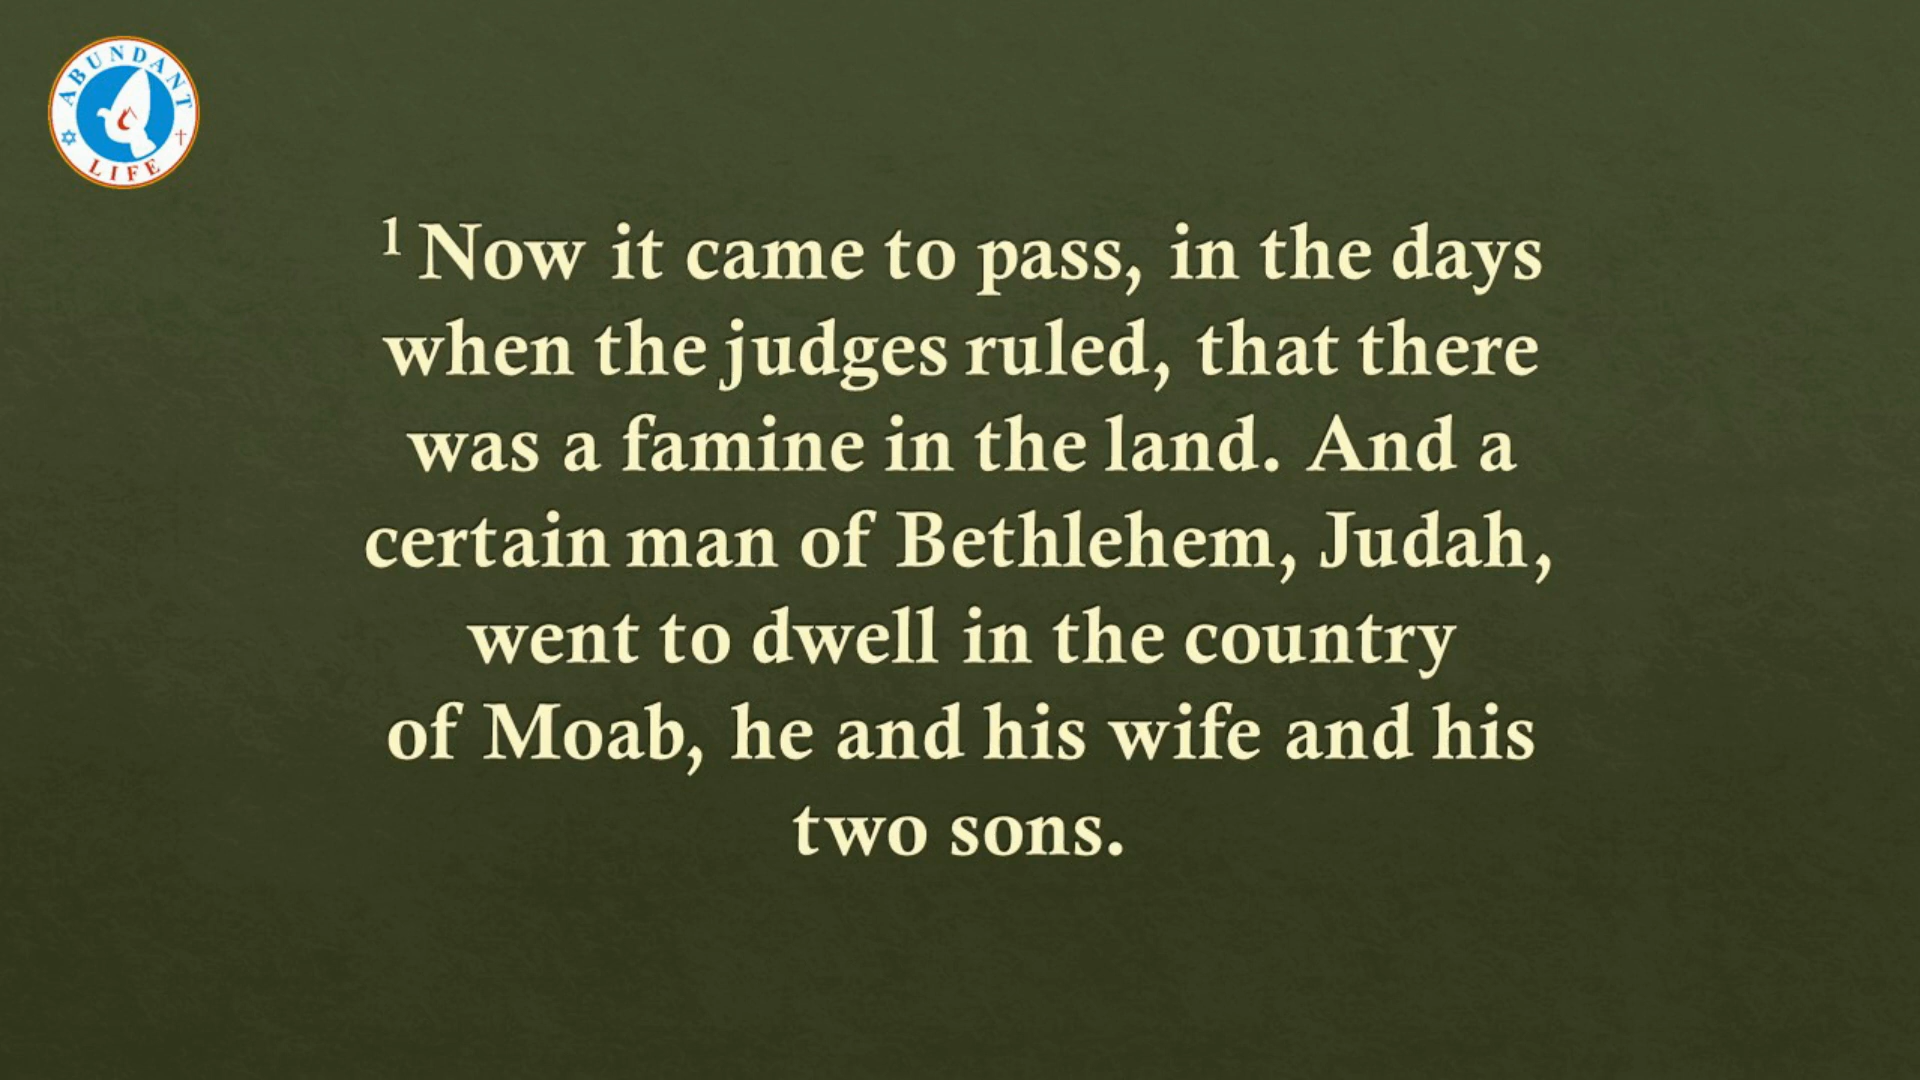 ABUNDANT
LIFE
1 Now it came to pass, in the days
when the judges ruled, that there
was a famine in the land. And a
certain man of Bethlehem, Judah,
went to dwell in the country
of Moab, he and his wife and his
two sons.